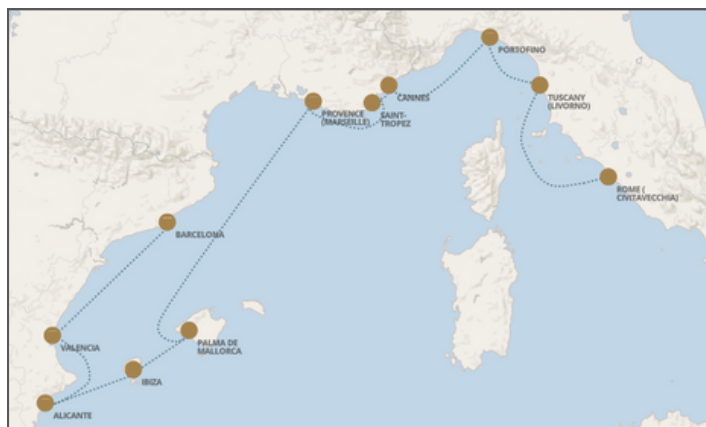 PORTOFINO
CANNES
TUSCANY
(LIVORNO)
PROVENCE
(MARSEILLE)
SAINT-
TROPEZ
ROME (
CIVITAVECCHIA)
BARCELONA
VALENCIA
PALMA DE
MALLORCA
IBIZA
ALICANTE